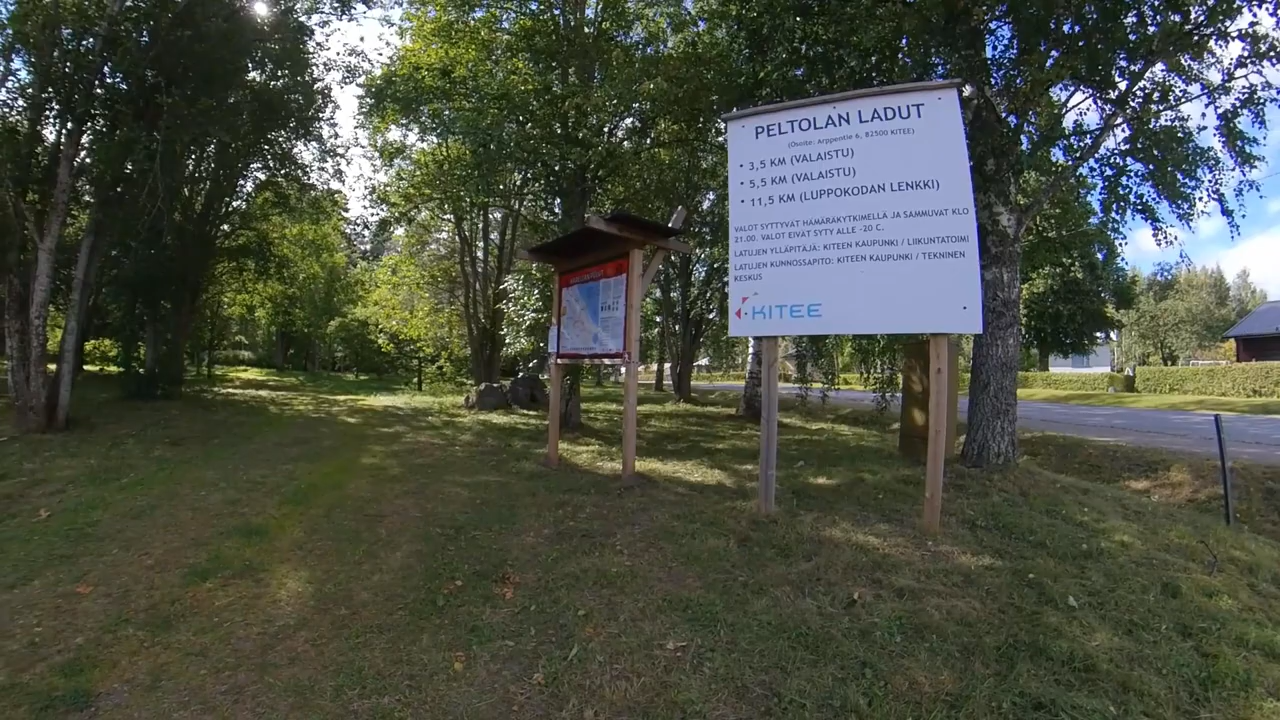 PELTOLAN LADUT
(Osoite: Arppentie 6, 82500 KITEE)
• 3,5 KM (VALAISTU)
• 5,5 KM (VALAISTU)
• 11,5 KM (LUPPOKODAN LENKKI)
VALOT SYTTYVÄT HÄMÄRÄKYTKIMELLÄ JA SAMMUVAT KLO
21.00. VALOT EIVÄT SYTY ALLE -20 C.
LATUJEN YLLÄPITÄJÄ: KITEEN KAUPUNKI / LIIKUNTATOIMI
LATUJEN KUNNOSSAPITO: KITEEN KAUPUNKI / TEKNINEN
KESKUS
KITEE